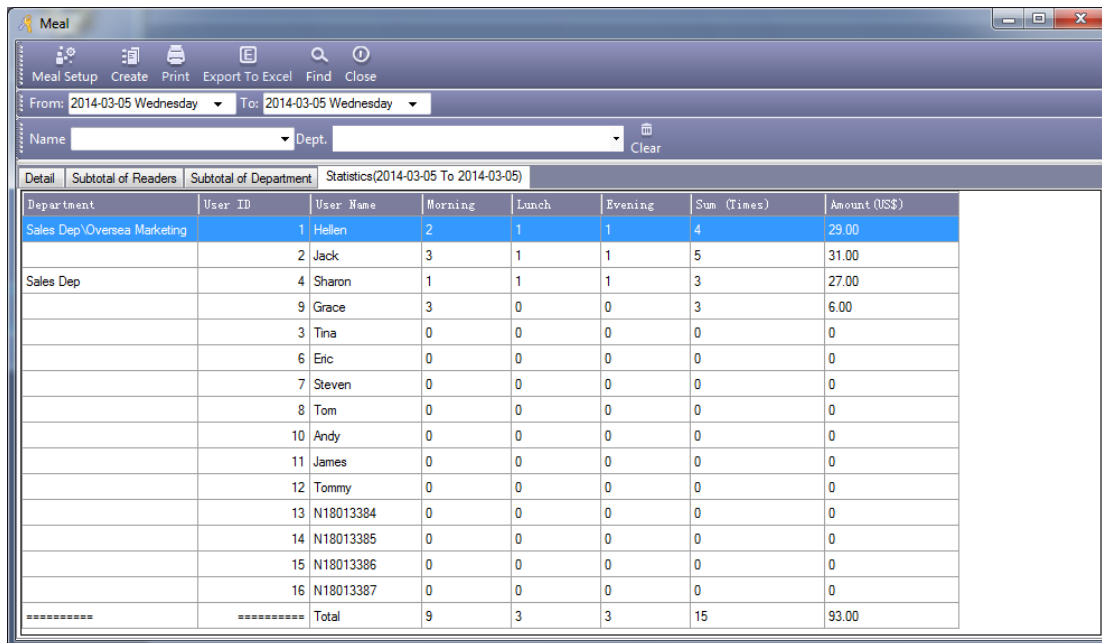 Meal
Meal Setup Create Print Export To Excel Find Close
From: 2014-03-05 Wednesday To: 2014-03-05 Wednesday
Name Dept. Clear
Detail Subtotal of Readers Subtotal of Department Statistics(2014-03-05 To 2014-03-05)
Department User ID User Name Morning Lunch Evening Sum (Times) Amount(US$)
Sales Dep\Oversea Marketing 1 Hellen 2 1 1 4 29.00
2 Jack 3 1 1 5 31.00
Sales Dep 4 Sharon 1 1 1 3 27.00
9 Grace 3 0 0 3 6.00
3 Tina 0 0 0 0 0
6 Eric 0 0 0 0 0
7 Steven 0 0 0 0 0
8 Tom 0 0 0 0 0
10 Andy 0 0 0 0 0
11 James 0 0 0 0 0
12 Tommy 0 0 0 0 0
13 N18013384 0 0 0 0 0
14 N18013385 0 0 0 0 0
15 N18013386 0 0 0 0 0
16 N18013387 0 0 0 0 0
========== ========== Total 9 3 3 15 93.00